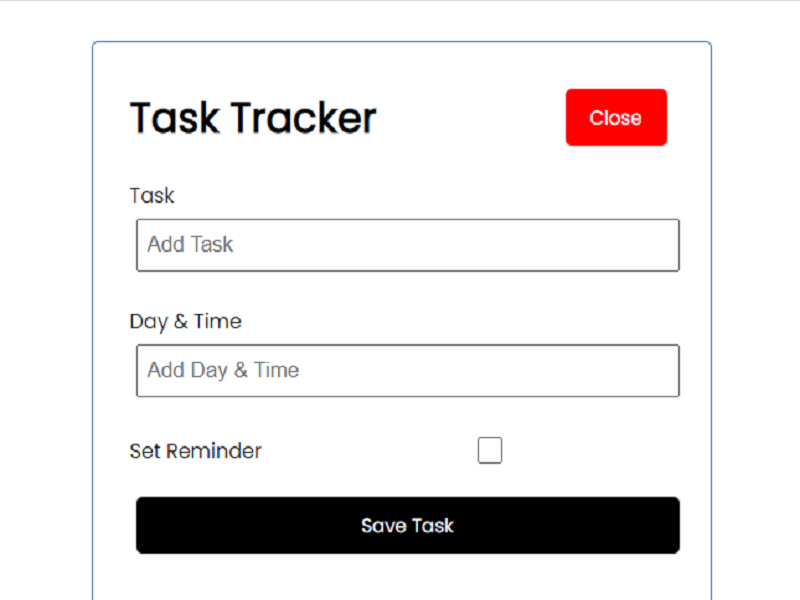 Task Tracker
Close
Task
Add Task
Day & Time
Add Day & Time
Set Reminder
Save Task